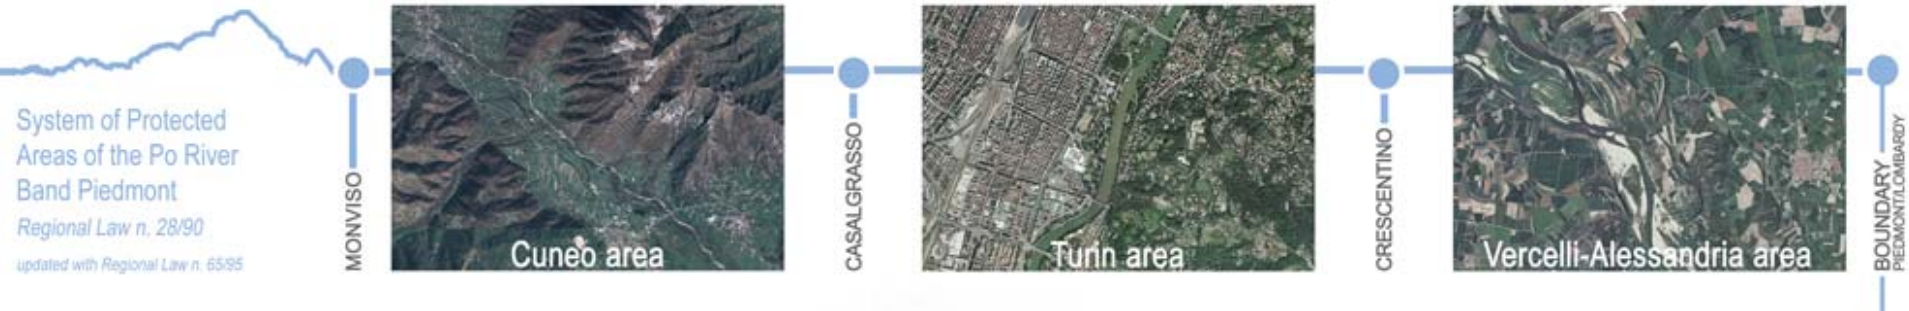 System of Protected
Areas of the Po River
Band Piedmont
Regional Law n. 28/90
updated with Regional Law n. 65/95
MONVISO
Cuneo area
CASALGRASSO
Turin area
CRESCENTINO
Vercelli-Alessandria area
BOUNDARY
PIEDMONT/LOMBARDY